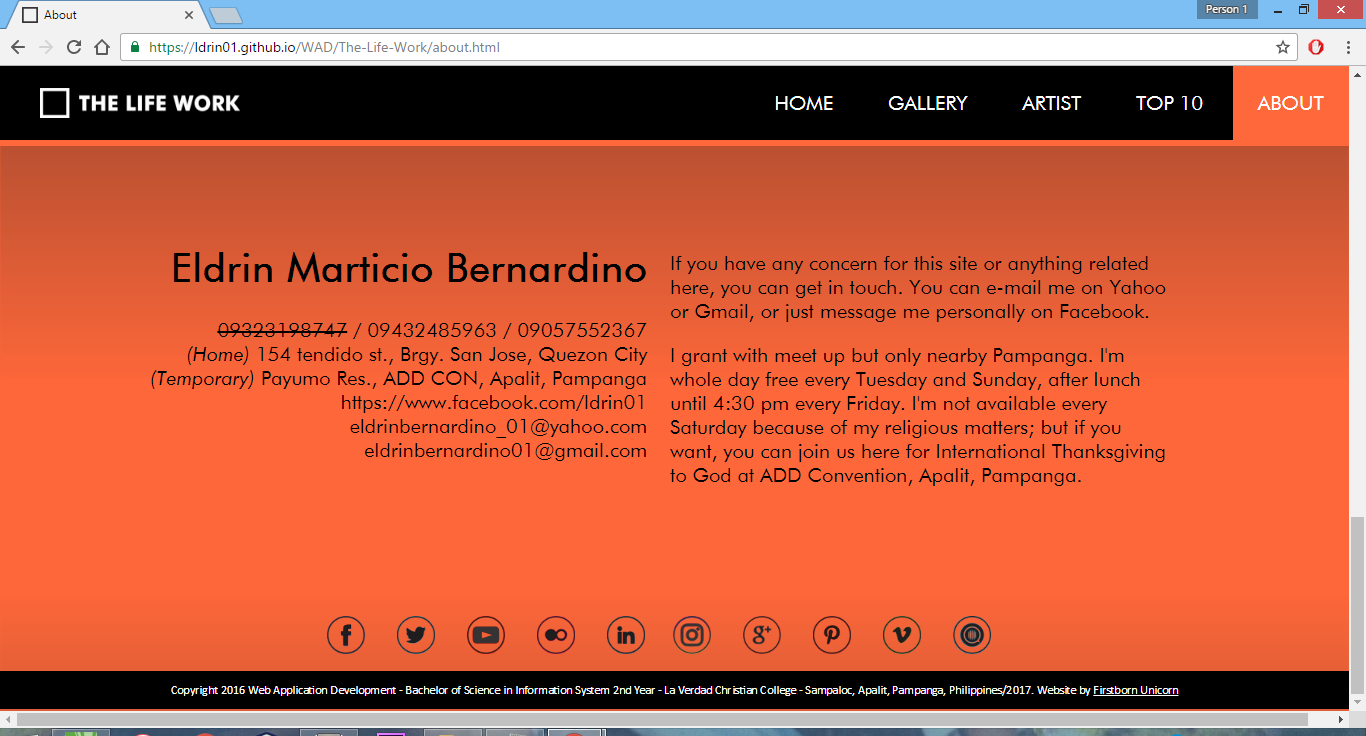 About
Person 1
https://ldrin01.github.io/WAD/The-Life-Work/about.html
THE LIFE WORK
HOME
GALLERY
ARTIST
TOP 10
ABOUT
Eldrin Marticio Bernardino
09323198747 / 09432485963 / 09057552367
(Home) 154 tendido st., Brgy. San Jose, Quezon City
(Temporary) Payumo Res., ADD CON, Apalit, Pampanga
https://www.facebook.com/ldrin01
eldrinbernardino_01@yahoo.com
eldrinbernardino01@gmail.com
If you have any concern for this site or anything related
here, you can get in touch. You can e-mail me on Yahoo
or Gmail, or just message me personally on Facebook.
I grant with meet up but only nearby Pampanga. I'm
whole day free every Tuesday and Sunday, after lunch
until 4:30 pm every Friday. I'm not available every
Saturday because of my religious matters; but if you
want, you can join us here for International Thanksgiving
to God at ADD Convention, Apalit, Pampanga.
Copyright 2016 Web Application Development - Bachelor of Science in Information System 2nd Year - La Verdad Christian College - Sampaloc, Apalit, Pampanga, Philippines/2017. Website by Firstborn Unicorn